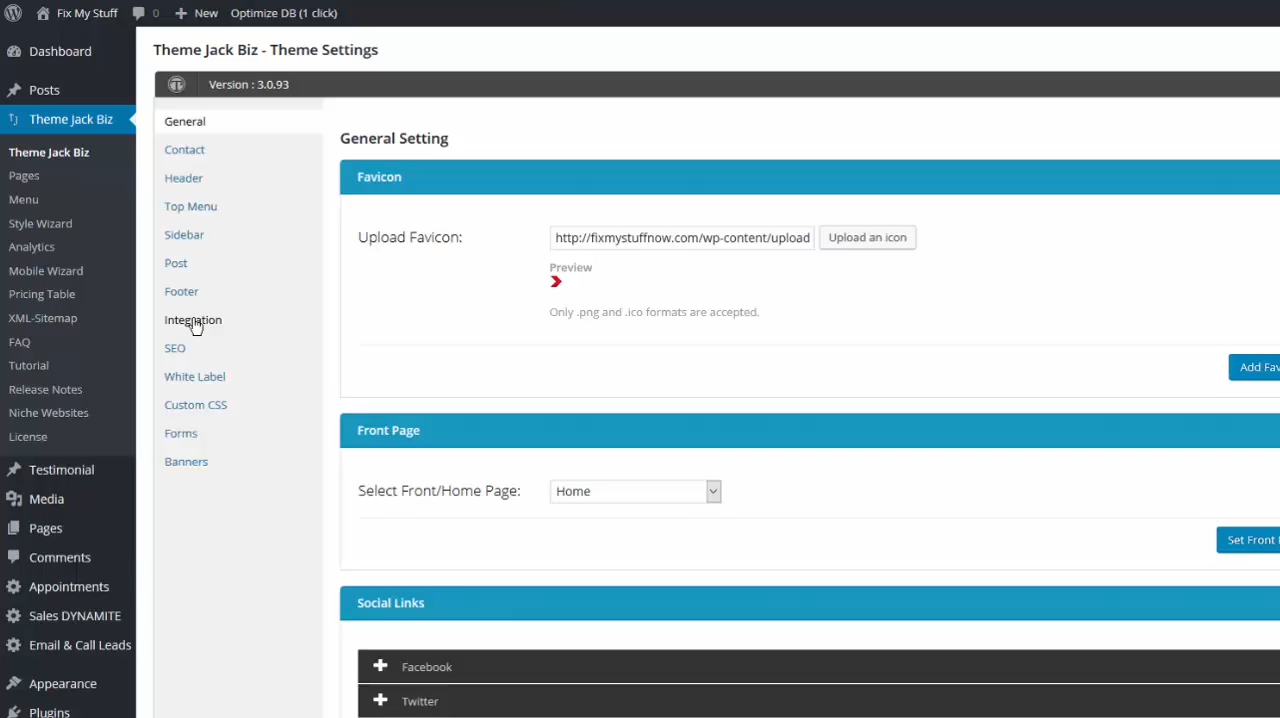 Fix My Stuff 0 New Optimize DB (1 click)
Dashboard
Posts
Theme Jack Biz
Theme Jack Biz
Pages
Menu
Style Wizard
Analytics
Mobile Wizard
Pricing Table
XML-Sitemap
FAQ
Tutorial
Release Notes
Niche Websites
License
Testimonial
Media
Pages
Comments
Appointments
Sales DYNAMITE
Email & Call Leads
Appearance
Plugins
Theme Jack Biz - Theme Settings
Version : 3.0.93
General
Contact
Header
Top Menu
Sidebar
Post
Footer
Integration
SEO
White Label
Custom CSS
Forms
Banners
General Setting
Favicon
Upload Favicon: http://fixmystuffnow.com/wp-content/upload Upload an icon
Preview
Only .png and .ico formats are accepted.
Add Fav
Front Page
Select Front/Home Page: Home
Set Front
Social Links
Facebook
Twitter